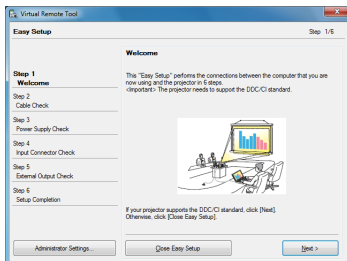 Virtual Remote Tool
Easy Setup
Step 1/6
Welcome
Step 1
Welcome
This "Easy Setup" performs the connections between the computer that you are
now using and the projector in 6 steps.
<Important> The projector needs to support the DDC/CI standard.
Step 2
Cable Check
Step 3
Power Supply Check
Step 4
Input Connector Check
Step 5
External Output Check
Step 6
Setup Completion
If your projector supports the DDC/CI standard, click [Next].
Otherwise, click [Close Easy Setup].
Administrator Settings...
Close Easy Setup
Next >